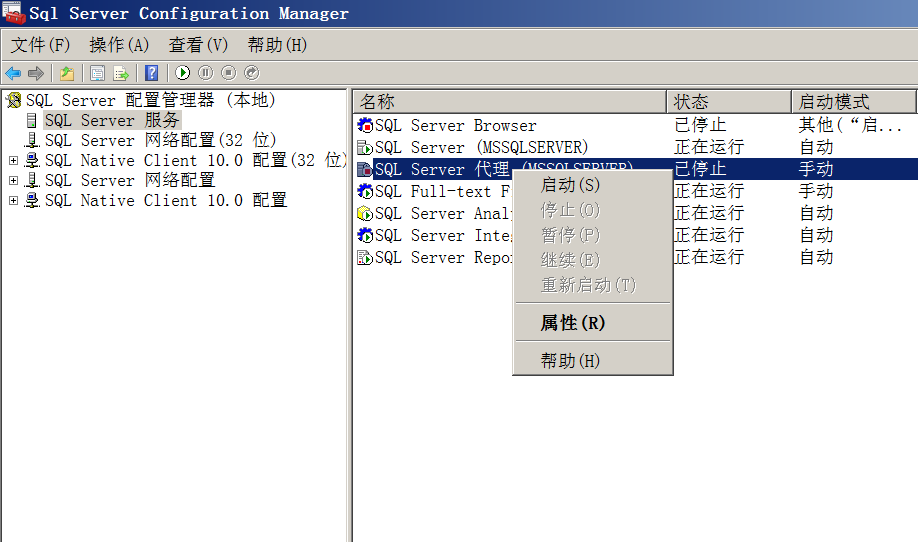 Sql Server Configuration Manager
文件(F) 操作(A) 查看(V) 帮助(H)
SQL Server 配置管理器 (本地)
SQL Server 服务
SQL Server 网络配置(32 位)
SQL Native Client 10.0 配置(32 位)
SQL Server 网络配置
SQL Native Client 10.0 配置
名称 状态 启动模式
SQL Server Browser 已停止 其他(“启...
SQL Server (MSSQLSERVER) 正在运行 自动
SQL Server 代理 (MSSQLSERVER) 已停止 手动
SQL Full-text F 正在运行 手动
SQL Server Anal 正在运行 自动
SQL Server Inte 正在运行 自动
SQL Server Repo 正在运行 自动
启动(S)
停止(O)
暂停(P)
继续(E)
重新启动(T)
属性(R)
帮助(H)